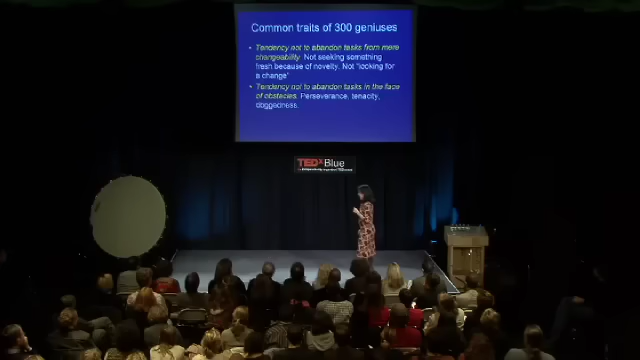 Common traits of 300 geniuses
• Tendency not to abandon tasks from mere
changeability. Not seeking something
fresh because of novelty. Not "looking for
a change"
• Tendency not to abandon tasks in the face
of obstacles. Perseverance, tenacity,
doggedness.
TEDxBlue